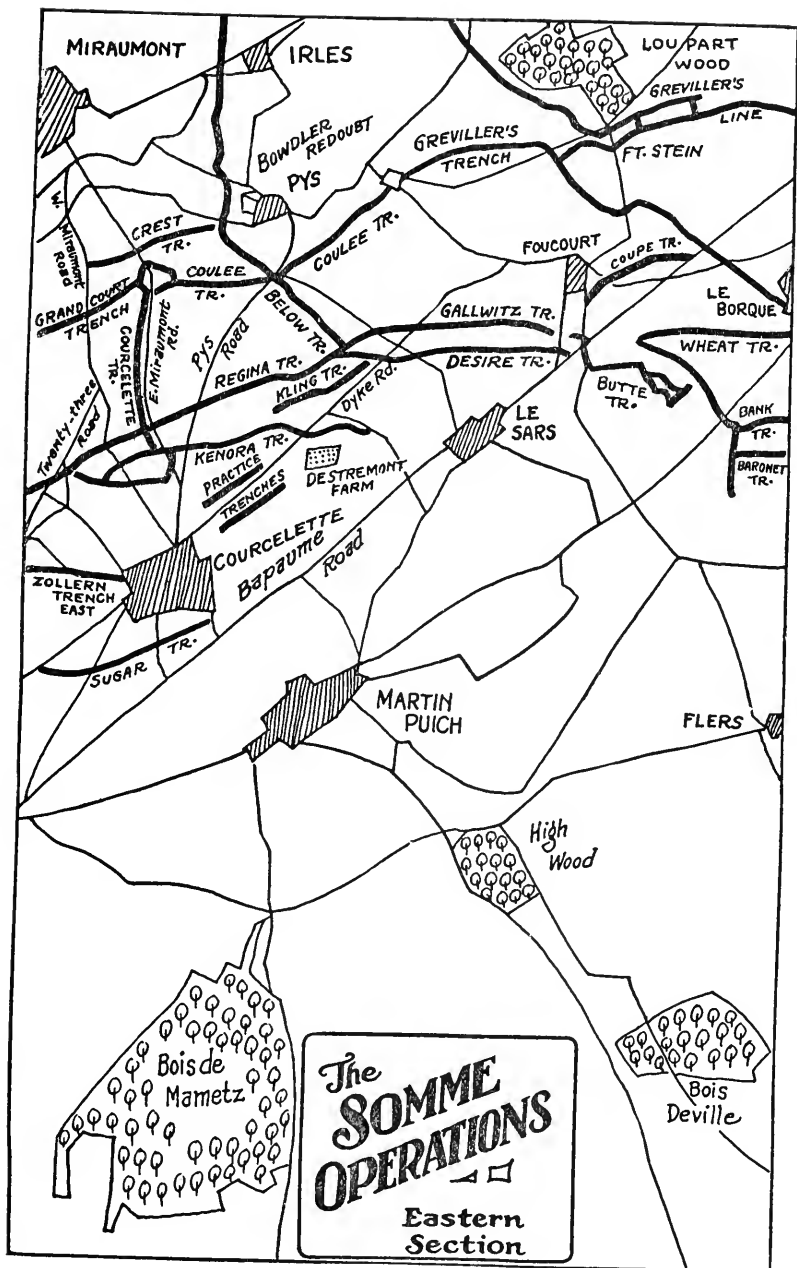 MIRAUMONT
IRLES
LOUPART
WOOD
GREVILLER'S
LINE
BOWDLER
REDOUBT
PYS
GREVILLER'S
TRENCH
FT. STEIN
W. Miraumont
Road
CREST
TR.
COULEE TR.
FOUCOURT
COUPE TR.
GRAND COURT
TRENCH
COULEE
TR.
LE
BORQUE
COURCELETTE
TR.
E. Miraumont
Rd.
Pys
Road
BELOW TR.
GALLWITZ TR.
WHEAT TR.
REGINA TR.
DESIRE TR.
KLING TR.
Dyke Rd.
BUTTE
TR.
LE
SARS
BANK
TR.
BARONET
TR.
Twenty-three
Road
KENORA TR.
PRACTICE
TRENCHES
DESTREMONT
FARM
COURCELETTE
Bapaume Road
ZOLLERN
TRENCH
EAST
SUGAR TR.
MARTIN
PUICH
FLERS
High
Wood
Bois de
Mametz
Bois
Deville
The
SOMME
OPERATIONS
Eastern
Section